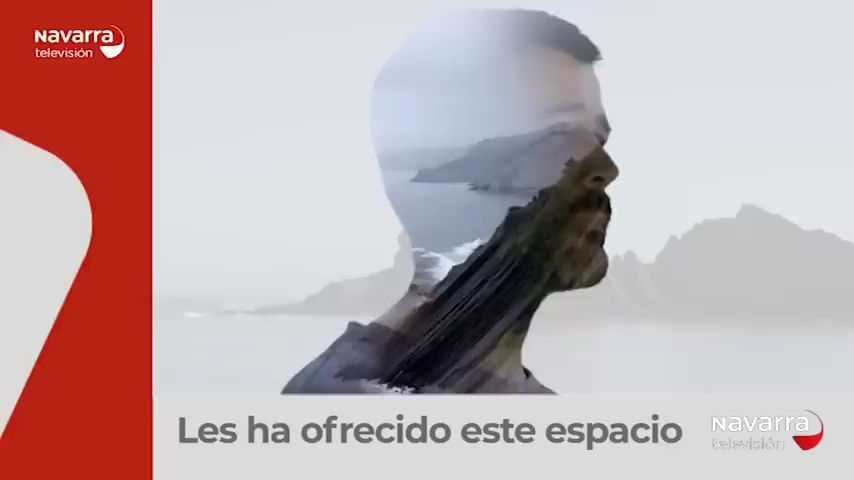 navarra
televisión
Les ha ofrecido este espacio
navarra
televisión